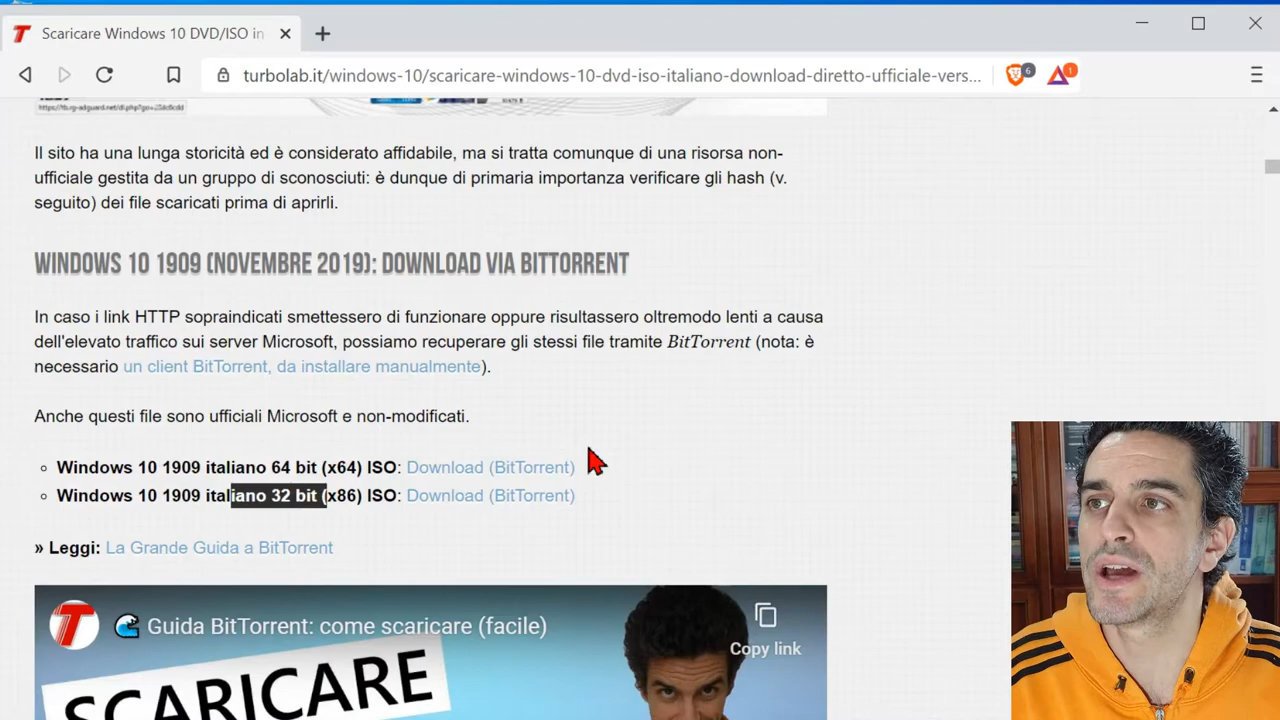 T Scaricare Windows 10 DVD/ISO in
turbolab.it/windows-10/scaricare-windows-10-dvd-iso-italiano-download-diretto-ufficiale-vers...
6
1
Il sito ha una lunga storicità ed è considerato affidabile, ma si tratta comunque di una risorsa non-
ufficiale gestita da un gruppo di sconosciuti: è dunque di primaria importanza verificare gli hash (v.
seguito) dei file scaricati prima di aprirli.
WINDOWS 10 1909 (NOVEMBRE 2019): DOWNLOAD VIA BITTORRENT
In caso i link HTTP sopraindicati smettessero di funzionare oppure risultassero oltremodo lenti a causa
dell'elevato traffico sui server Microsoft, possiamo recuperare gli stessi file tramite BitTorrent (nota: è
necessario un client BitTorrent, da installare manualmente).
Anche questi file sono ufficiali Microsoft e non-modificati.
Windows 10 1909 italiano 64 bit (x64) ISO: Download (BitTorrent)
Windows 10 1909 italiano 32 bit (x86) ISO: Download (BitTorrent)
» Leggi: La Grande Guida a BitTorrent
T Guida BitTorrent: come scaricare (facile)
Copy link
SCARICARE